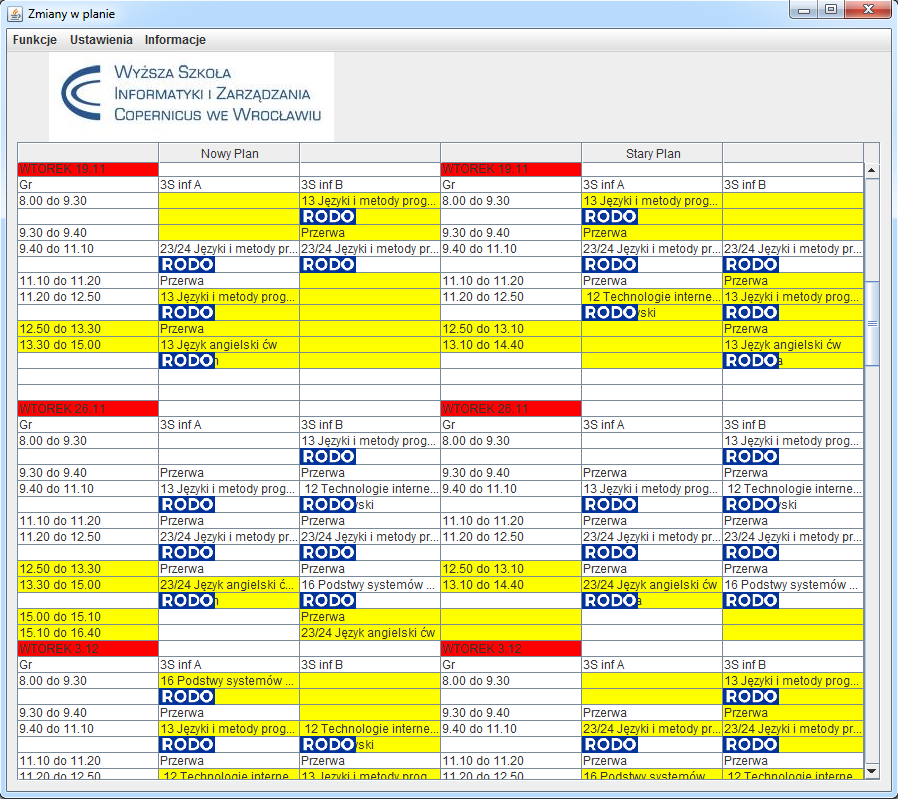 Zmiany w planie
Funkcje Ustawienia Informacje
WYŻSZA SZKOŁA
INFORMATYKI I ZARZĄDZANIA
COPERNICUS WE WROCŁAWIU
Nowy Plan Stary Plan
WTOREK 19.11 WTOREK 19.11
Gr 3S inf A 3S inf B Gr 3S inf A 3S inf B
8.00 do 9.30 13 Języki i metody prog... 8.00 do 9.30 13 Języki i metody prog...
RODO RODO
9.30 do 9.40 Przerwa 9.30 do 9.40 Przerwa
9.40 do 11.10 23/24 Języki i metody pr... 23/24 Języki i metody pr... 9.40 do 11.10 23/24 Języki i metody pr... 23/24 Języki i metody pr...
RODO RODO RODO RODO
11.10 do 11.20 Przerwa 11.10 do 11.20 Przerwa Przerwa
11.20 do 12.50 13 Języki i metody prog... 11.20 do 12.50 12 Technologie interne... 13 Języki i metody prog...
RODO RODO ski RODO
12.50 do 13.30 Przerwa 12.50 do 13.10 Przerwa
13.30 do 15.00 13 Język angielski ćw 13.10 do 14.40 13 Język angielski ćw
RODO RODO
WTOREK 26.11 WTOREK 26.11
Gr 3S inf A 3S inf B Gr 3S inf A 3S inf B
8.00 do 9.30 13 Języki i metody prog... 8.00 do 9.30 13 Języki i metody prog...
RODO RODO
9.30 do 9.40 Przerwa Przerwa 9.30 do 9.40 Przerwa Przerwa
9.40 do 11.10 13 Języki i metody prog... 12 Technologie interne... 9.40 do 11.10 13 Języki i metody prog... 12 Technologie interne...
RODO RODO ski RODO RODO ski
11.10 do 11.20 Przerwa Przerwa 11.10 do 11.20 Przerwa Przerwa
11.20 do 12.50 23/24 Języki i metody pr... 23/24 Języki i metody pr... 11.20 do 12.50 23/24 Języki i metody pr... 23/24 Języki i metody pr...
RODO RODO RODO RODO
12.50 do 13.30 Przerwa Przerwa 12.50 do 13.10 Przerwa Przerwa
13.30 do 15.00 23/24 Język angielski ć... 16 Podstwy systemów ... 13.10 do 14.40 23/24 Język angielski ćw 16 Podstwy systemów ...
RODO RODO RODO RODO
15.00 do 15.10 Przerwa
15.10 do 16.40 23/24 Język angielski ćw
WTOREK 3.12 WTOREK 3.12
Gr 3S inf A 3S inf B Gr 3S inf A 3S inf B
8.00 do 9.30 16 Podstwy systemów ... 8.00 do 9.30 13 Języki i metody prog...
RODO RODO
9.30 do 9.40 Przerwa 9.30 do 9.40 Przerwa Przerwa
9.40 do 11.10 13 Języki i metody prog... 12 Technologie interne... 9.40 do 11.10 23/24 Języki i metody pr... 23/24 Języki i metody pr...
RODO RODO ski RODO RODO
11.10 do 11.20 Przerwa Przerwa 11.10 do 11.20 Przerwa Przerwa
11.20 do 12.50 12 Technologie interne... 13 Języki i metody prog... 11.20 do 12.50 16 Podstwy systemów ... 12 Technologie interne...